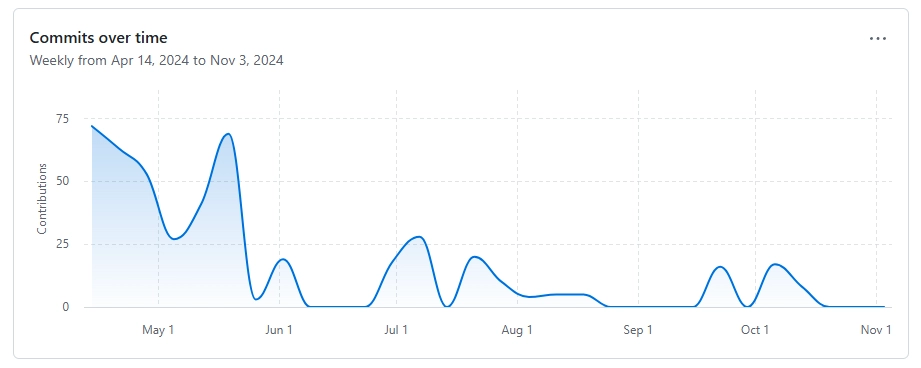 Commits over time
Weekly from Apr 14, 2024 to Nov 3, 2024
Contributions
75
50
25
0
May 1 Jun 1 Jul 1 Aug 1 Sep 1 Oct 1 Nov 1